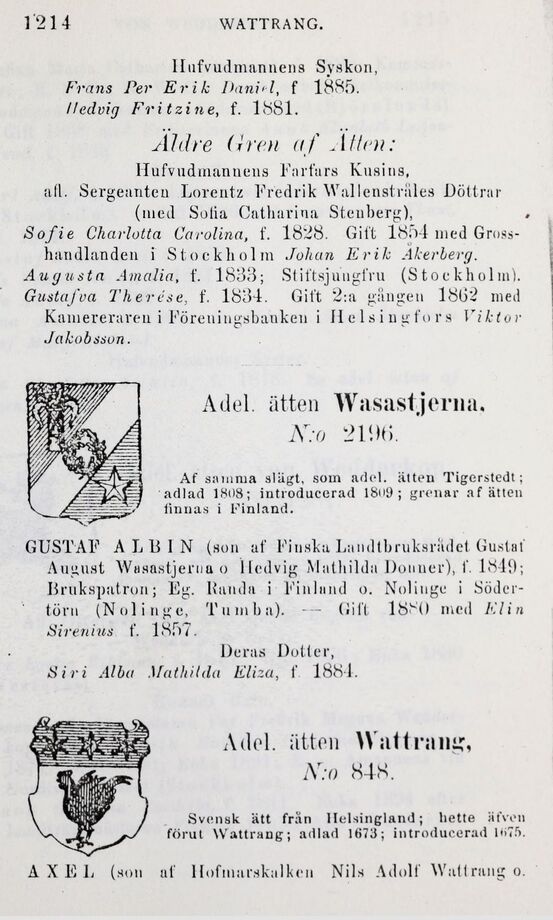 1214 WATTRANG.
Hufvudmannens Syskon,
Frans Per Erik Daniel, f 1885.
Hedvig Fritzine, f. 1881.
Äldre Gren af Ätten:
Hufvudmannens Farfars Kusins,
afl. Sergeanten Lorentz Fredrik Wallenstråles Döttrar
(med Sofia Catharina Stenberg),
Sofie Charlotta Carolina, f. 1828. Gift 1854 med Gross-
handlanden i Stockholm Johan Erik Åkerberg.
Augusta Amalia, f. 1833; Stiftsjungfru (Stockholm).
Gustafva Therése, f. 1834. Gift 2:a gången 1862 med
Kamereraren i Föreningsbanken i Helsingfors Viktor
Jakobsson.
Adel. ätten Wasastjerna.
N:o 2196.
Af samma slägt, som adel. ätten Tigerstedt;
adlad 1808; introducerad 1809; grenar af ätten
finnas i Finland.
GUSTAF ALBIN (son af Finska Landtbruksrådet Gustaf
August Wasastjerna o Hedvig Mathilda Donner), f. 1849;
Brukspatron; Eg. Randa i Finland o. Nolinge i Söder-
törn (Nolinge, Tumba). — Gift 1880 med Elin
Sirenius f. 1857.
Deras Dotter,
Siri Alba Mathilda Eliza, f 1884.
Adel. ätten Wattrang,
N:o 848.
Svensk ätt från Helsingland; hette äfven
förut Wattrang; adlad 1673; introducerad 1675.
AXEL (son af Hofmarskalken Nils Adolf Wattrang o.